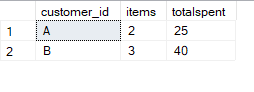 customer_id items totalspent
1 A 2 25
2 B 3 40